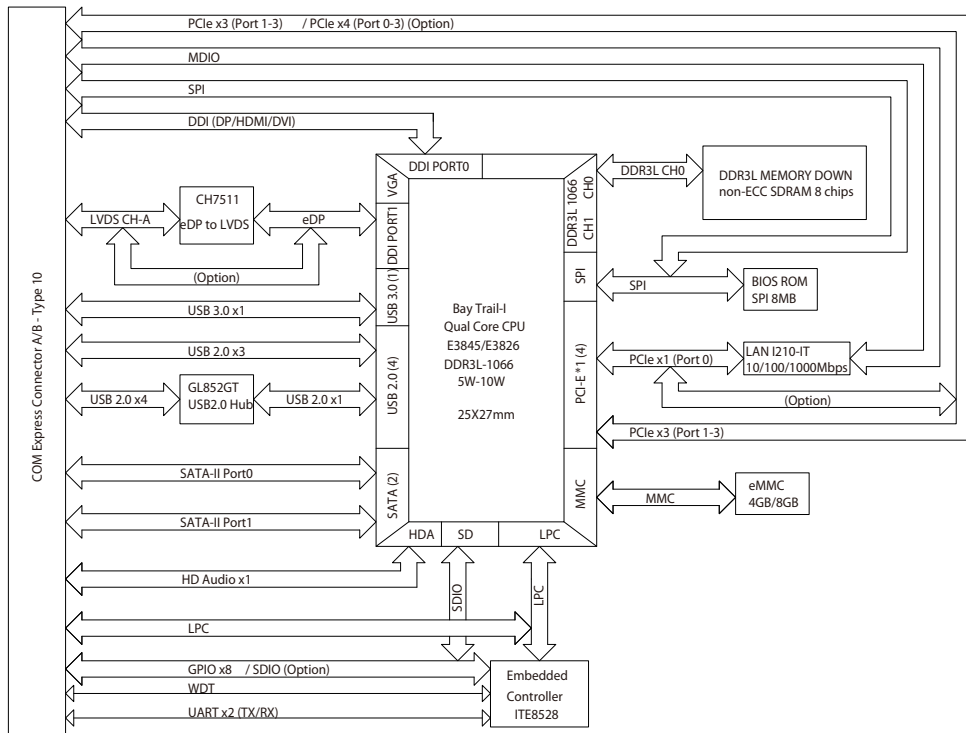 PCIe x3 (Port 1-3) / PCIe x4 (Port 0-3) (Option)
MDIO
SPI
DDI (DP/HDMI/DVI)
COM Express Connector A/B - Type 10
DDI PORT0
VGA
DDI PORT1
USB 3.0 (1)
USB 2.0 (4)
SATA (2)
HDA
SD
LPC
DDR3L 1066
CH1 CH0
SPI
PCI-E*1 (4)
MMC
Bay Trail-I
Qual Core CPU
E3845/E3826
DDR3L-1066
5W-10W
25X27mm
LVDS CH-A
CH7511
eDP to LVDS
eDP
(Option)
USB 3.0 x1
USB 2.0 x3
USB 2.0 x4
GL852GT
USB2.0 Hub
USB 2.0 x1
SATA-II Port0
SATA-II Port1
HD Audio x1
LPC
GPIO x8 / SDIO (Option)
WDT
UART x2 (TX/RX)
SDIO
LPC
Embedded
Controller
ITE8528
DDR3L CH0
DDR3L MEMORY DOWN
non-ECC SDRAM 8 chips
SPI
BIOS ROM
SPI 8MB
PCIe x1 (Port 0)
LAN I210-IT
10/100/1000Mbps
(Option)
PCIe x3 (Port 1-3)
MMC
eMMC
4GB/8GB